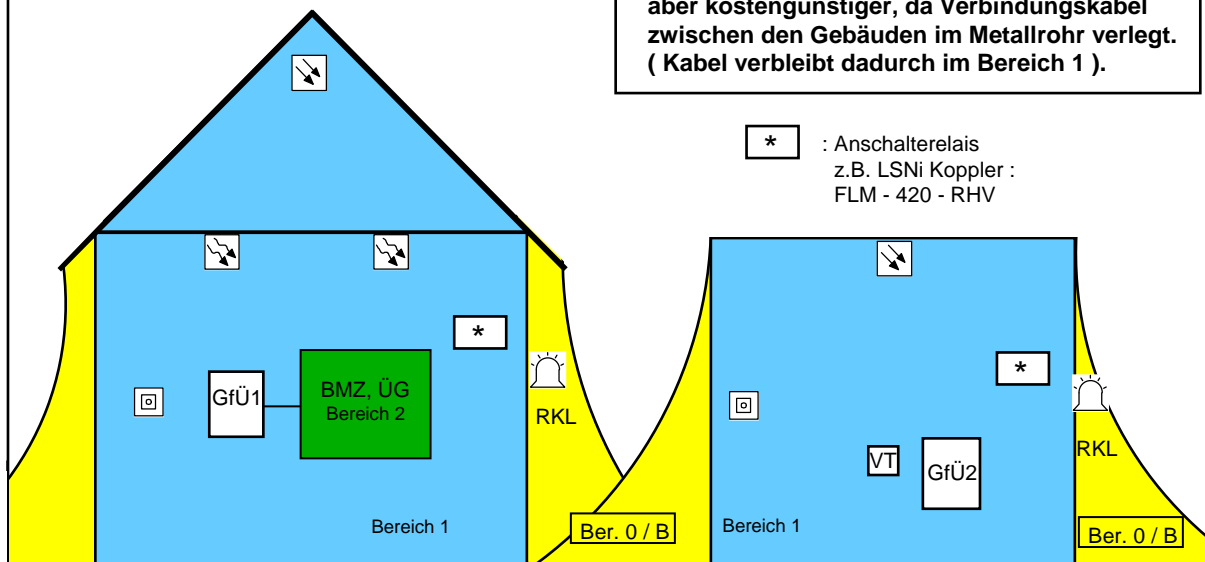 aber kostengünstiger, da Verbindungskabel
zwischen den Gebäuden im Metallrohr verlegt.
( Kabel verbleibt dadurch im Bereich 1 ).
* : Anschalterelais
z.B. LSNi Koppler :
FLM - 420 - RHV
*
GfÜ1
BMZ, ÜG
Bereich 2
RKL
Bereich 1
Ber. 0 / B
*
VT
GfÜ2
RKL
Bereich 1
Ber. 0 / B